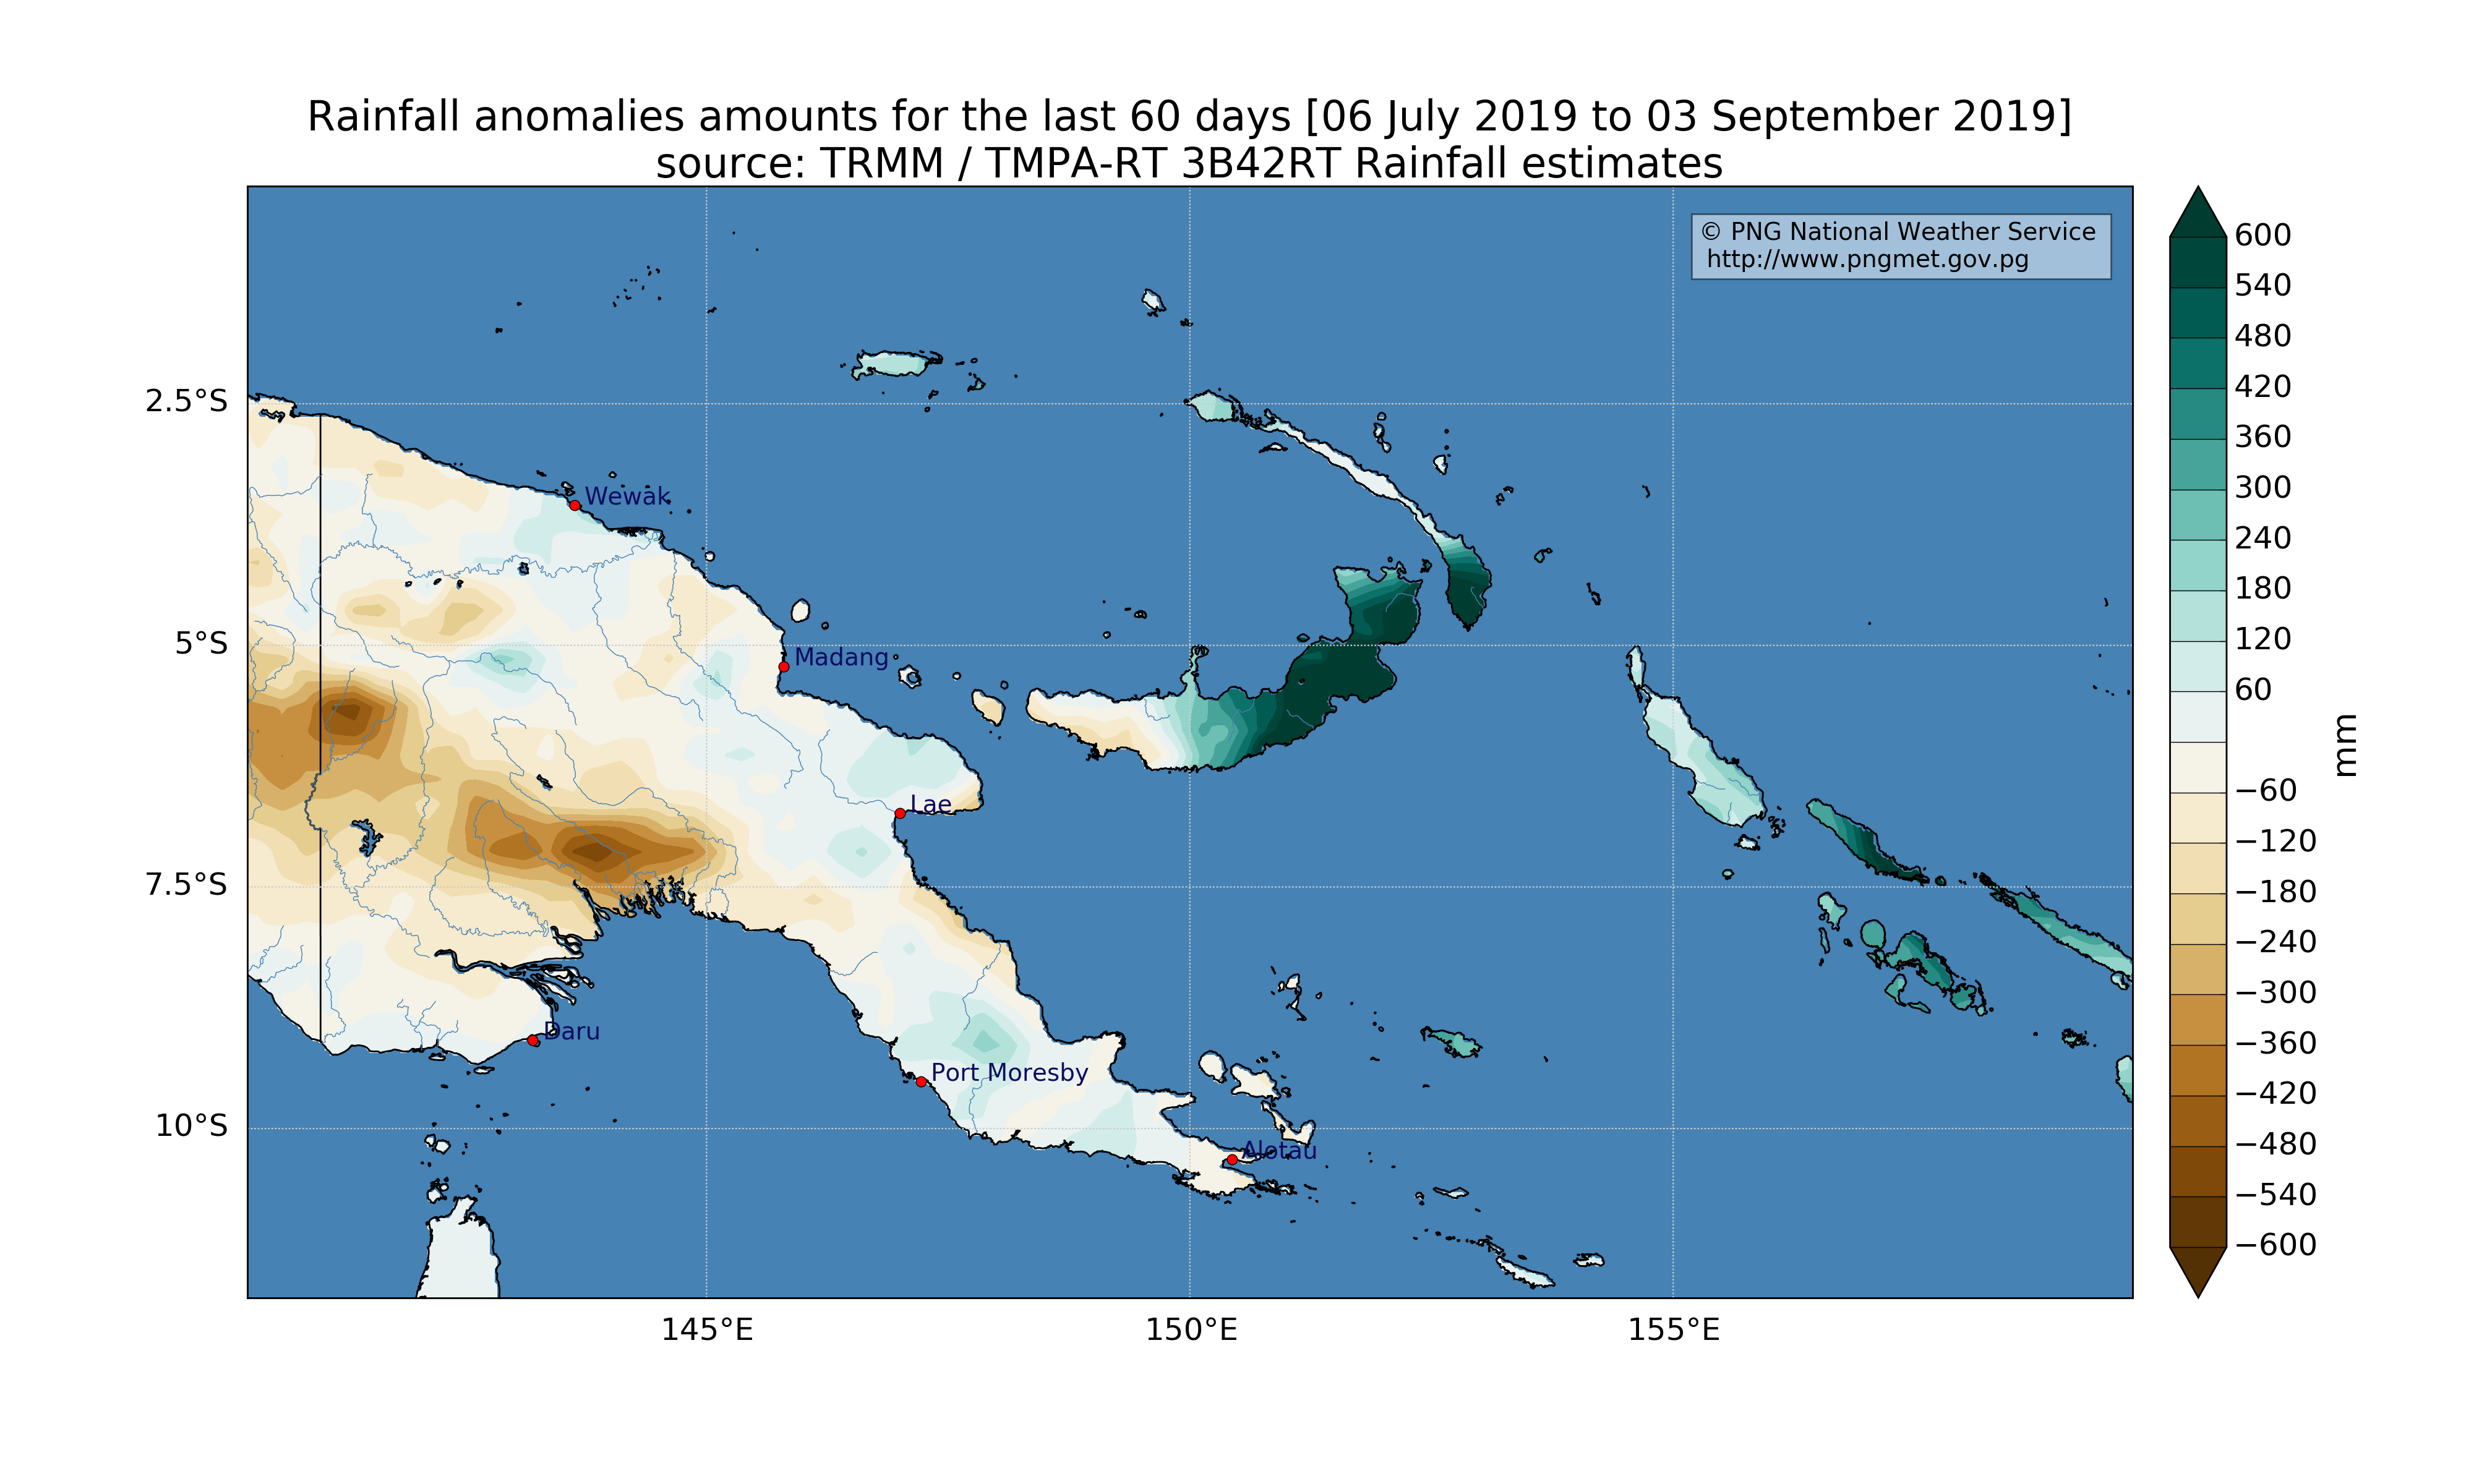 Rainfall anomalies amounts for the last 60 days [06 July 2019 to 03 September 2019]
source: TRMM / TMPA-RT 3B42RT Rainfall estimates
© PNG National Weather Service
http://www.pngmet.gov.pg
2.5°S
5°S
7.5°S
10°S
Wewak
Madang
Lae
Daru
Port Moresby
Alotau
145°E
150°E
155°E
600
540
480
420
360
300
240
180
120
60
−60
−120
−180
−240
−300
−360
−420
−480
−540
−600
mm